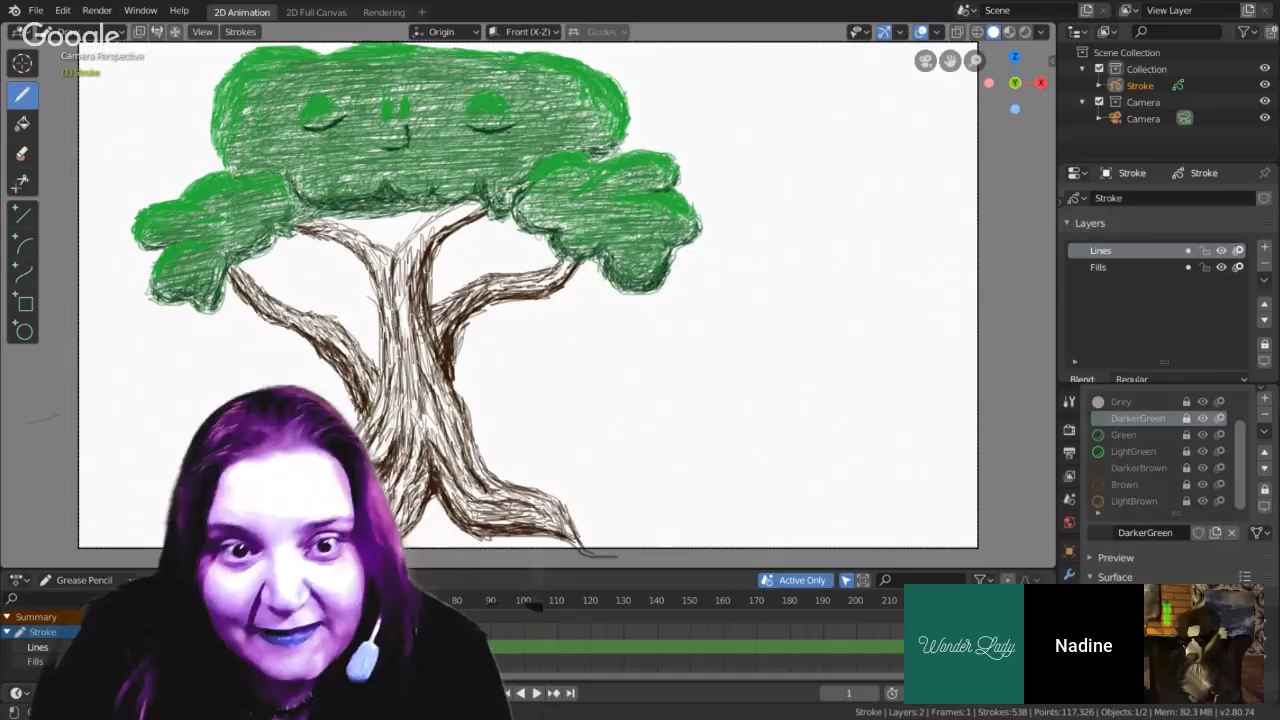 File Edit Render Window Help 2D Animation 2D Full Canvas Rendering + Scene View Layer
Google View Strokes Origin Front (X-Z) Guides
Camera Perspective
(1) Stroke
Scene Collection
Collection
Stroke
Camera
Camera
Stroke Stroke
Stroke
Layers
Lines
Fills
Blend: Regular
Grey
DarkerGreen
Green
LightGreen
DarkerBrown
Brown
LightBrown
DarkerGreen
Preview
Surface
Grease Pencil Active Only
80 90 100 110 120 130 140 150 160 170 180 190 200 210
Summary
Stroke
Lines
Fills
Wonder Lady
Nadine
1
Stroke | Layers:2 | Frames:1 | Strokes:538 | Points:117,326 | Objects:1/2 | Mem: 82.3 MB | v2.80.74